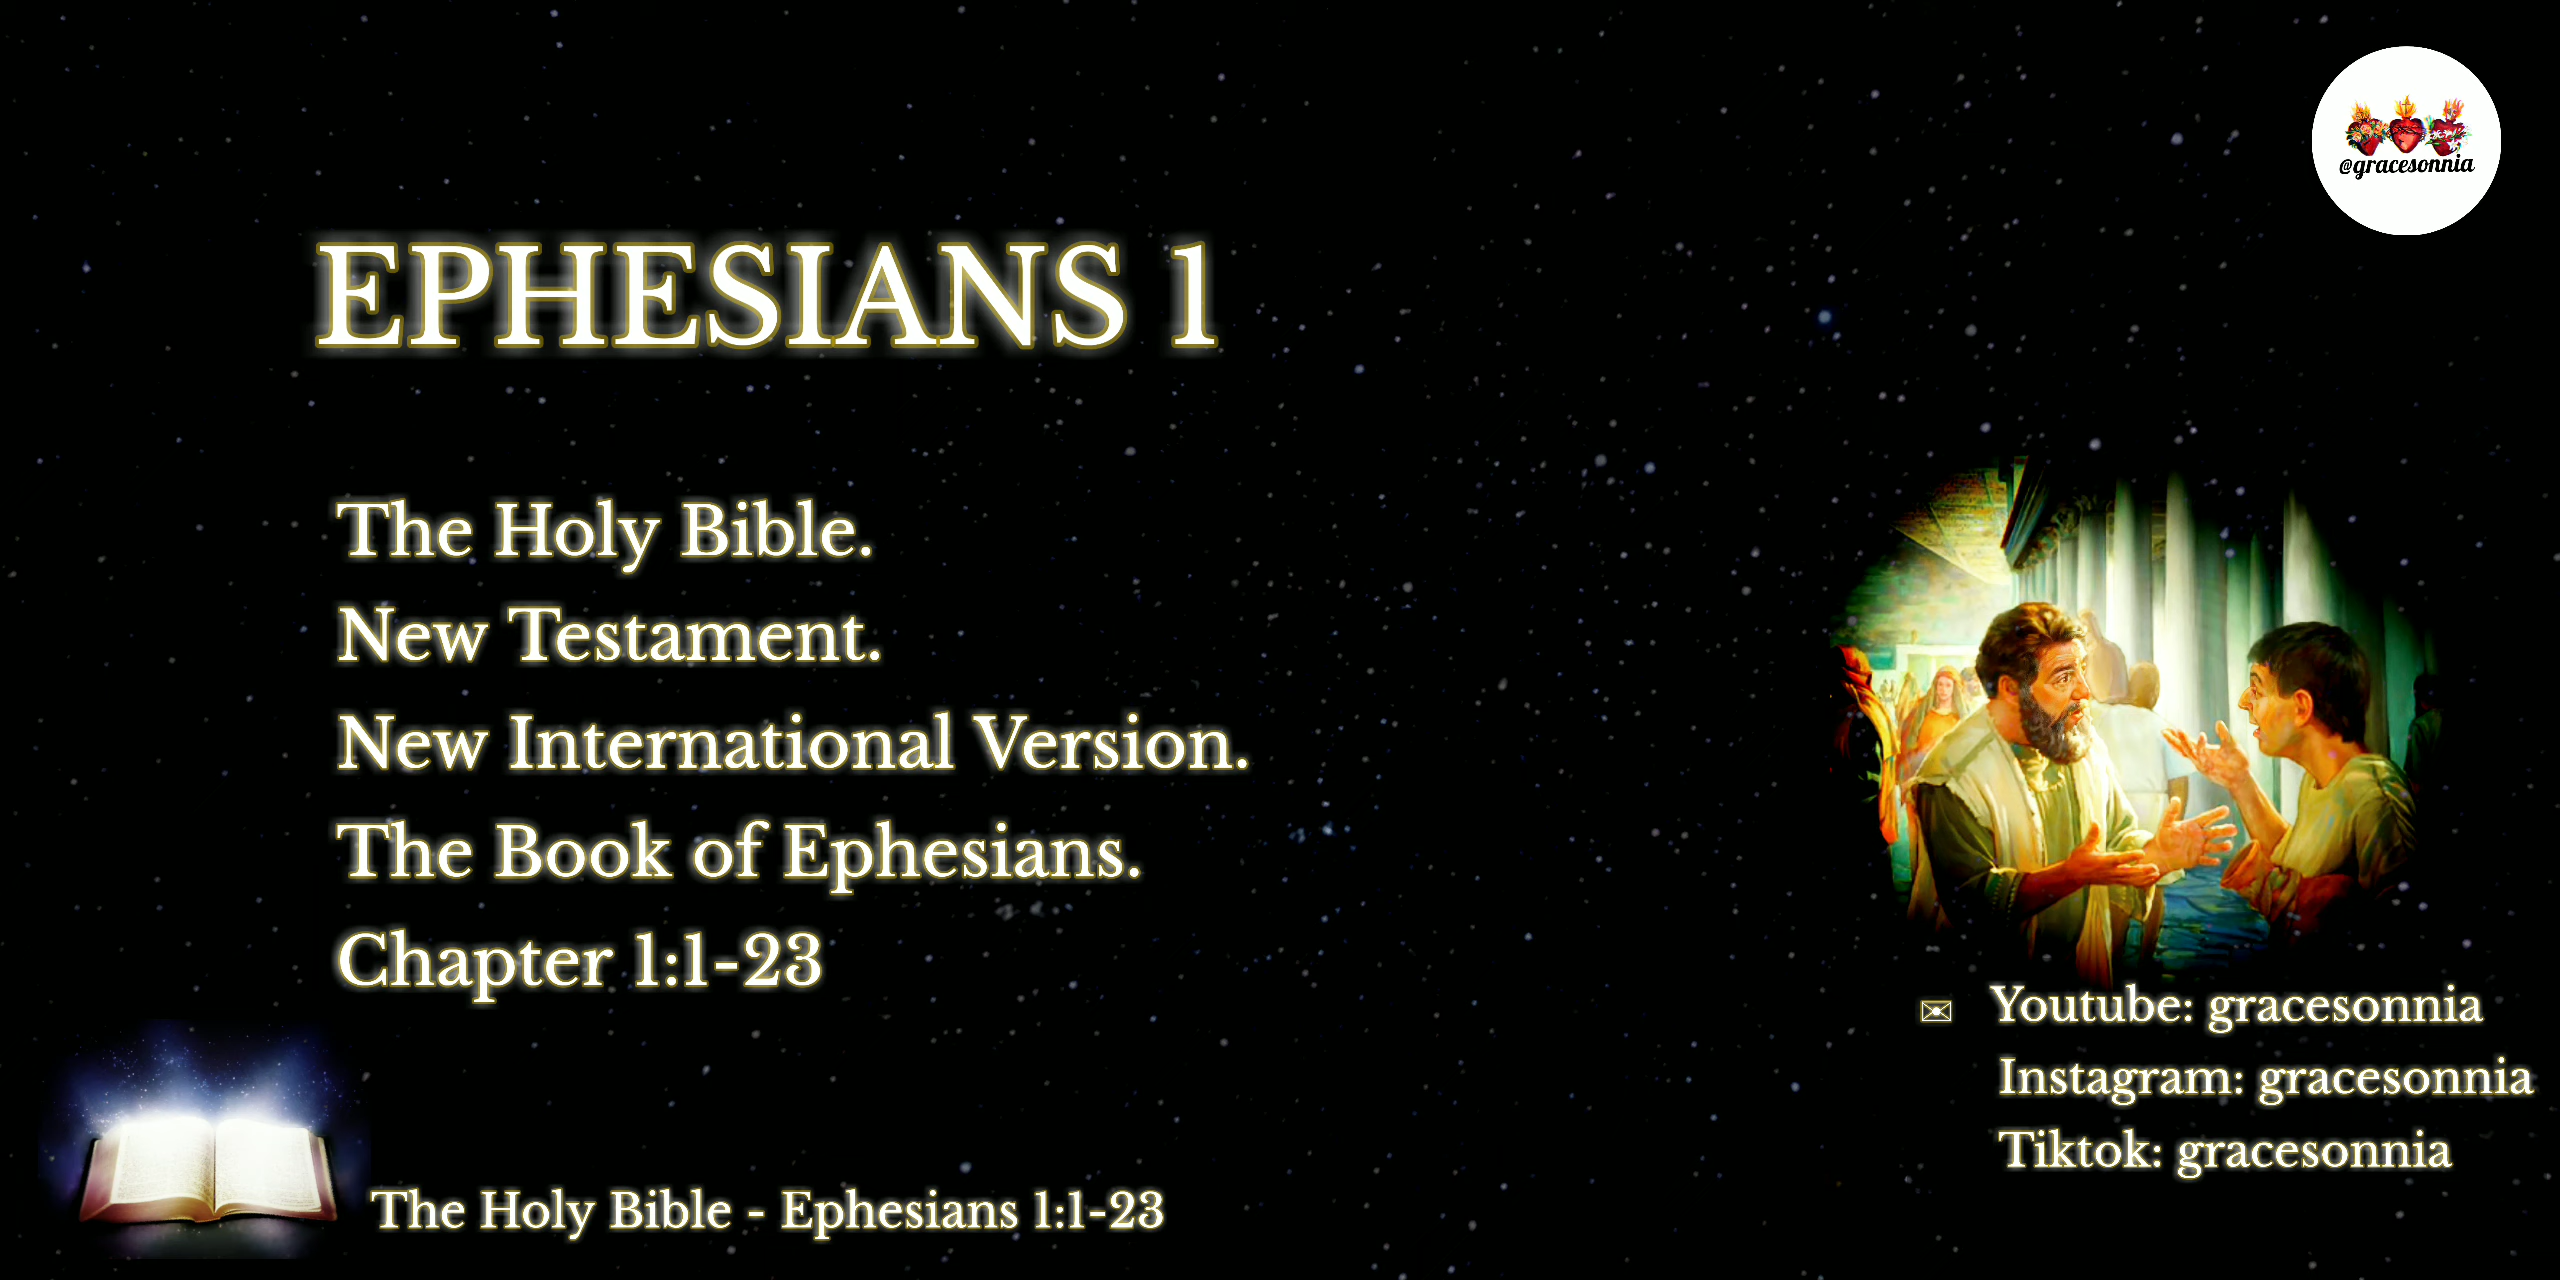 @gracesonnia
EPHESIANS 1
The Holy Bible.
New Testament.
New International Version.
The Book of Ephesians.
Chapter 1:1-23
✉ Youtube: gracesonnia
Instagram: gracesonnia
Tiktok: gracesonnia
The Holy Bible - Ephesians 1:1-23